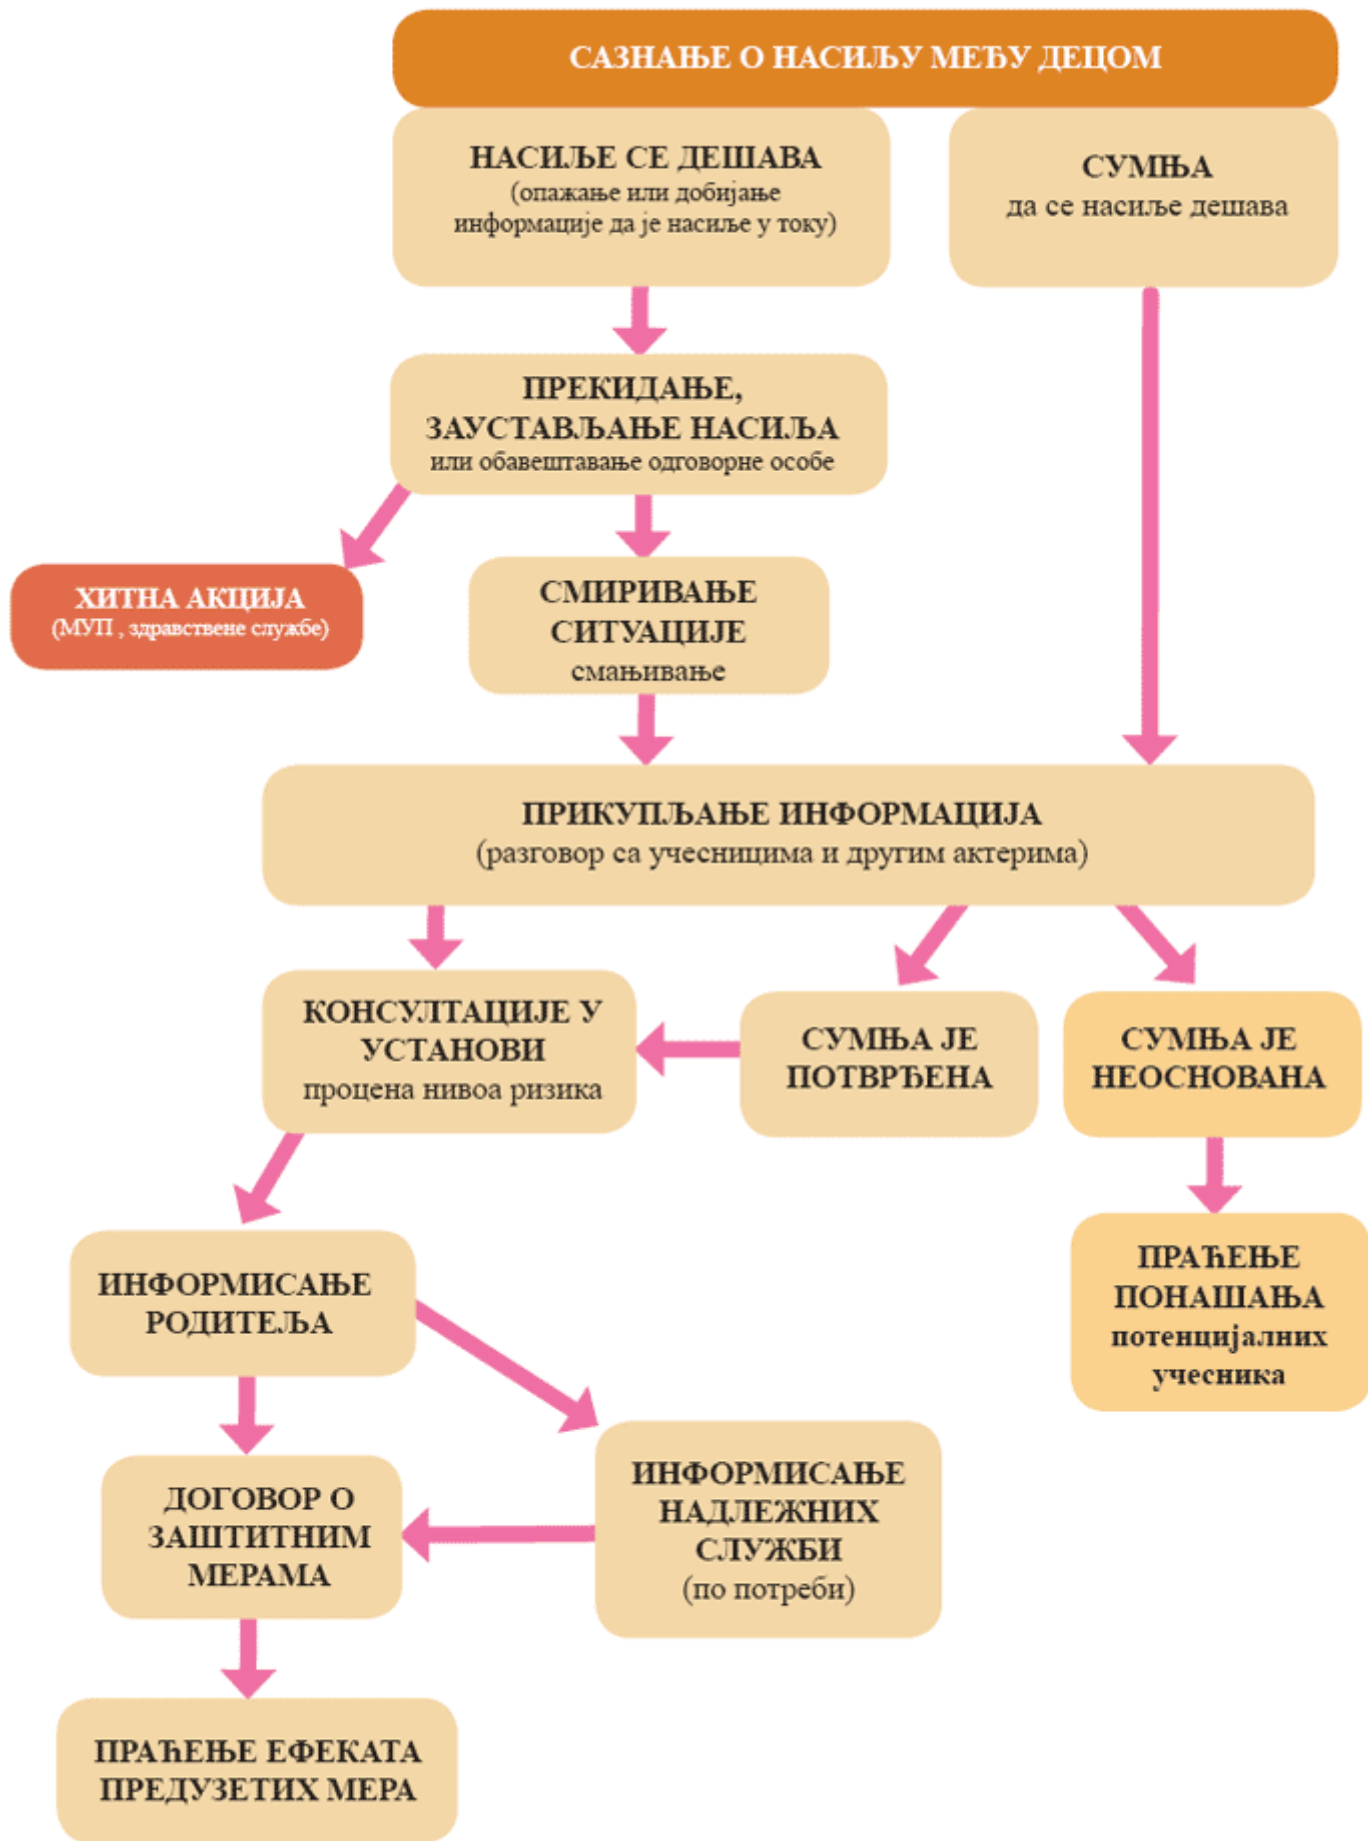 САЗНАЊЕ О НАСИЉУ МЕЂУ ДЕЦОМ
НАСИЉЕ СЕ ДЕШАВА
(опажање или добијање
информације да је насиље у току)
СУМЊА
да се насиље дешава
ПРЕКИДАЊЕ,
ЗАУСТАВЉАЊЕ НАСИЉА
или обавештавање одговорне особе
ХИТНА АКЦИЈА
(МУП , здравствене службе)
СМИРИВАЊЕ
СИТУАЦИЈЕ
смањивање
ПРИКУПЉАЊЕ ИНФОРМАЦИЈА
(разговор са учесницима и другим актерима)
КОНСУЛТАЦИЈЕ У
УСТАНОВИ
процена нивоа ризика
СУМЊА ЈЕ
ПОТВРЂЕНА
СУМЊА ЈЕ
НЕОСНОВАНА
ИНФОРМИСАЊЕ
РОДИТЕЉА
ПРАЋЕЊЕ
ПОНАШАЊА
потенцијалних
учесника
ДОГОВОР О
ЗАШТИТНИМ
МЕРАМА
ИНФОРМИСАЊЕ
НАДЛЕЖНИХ
СЛУЖБИ
(по потреби)
ПРАЋЕЊЕ ЕФЕКАТА
ПРЕДУЗЕТИХ МЕРА